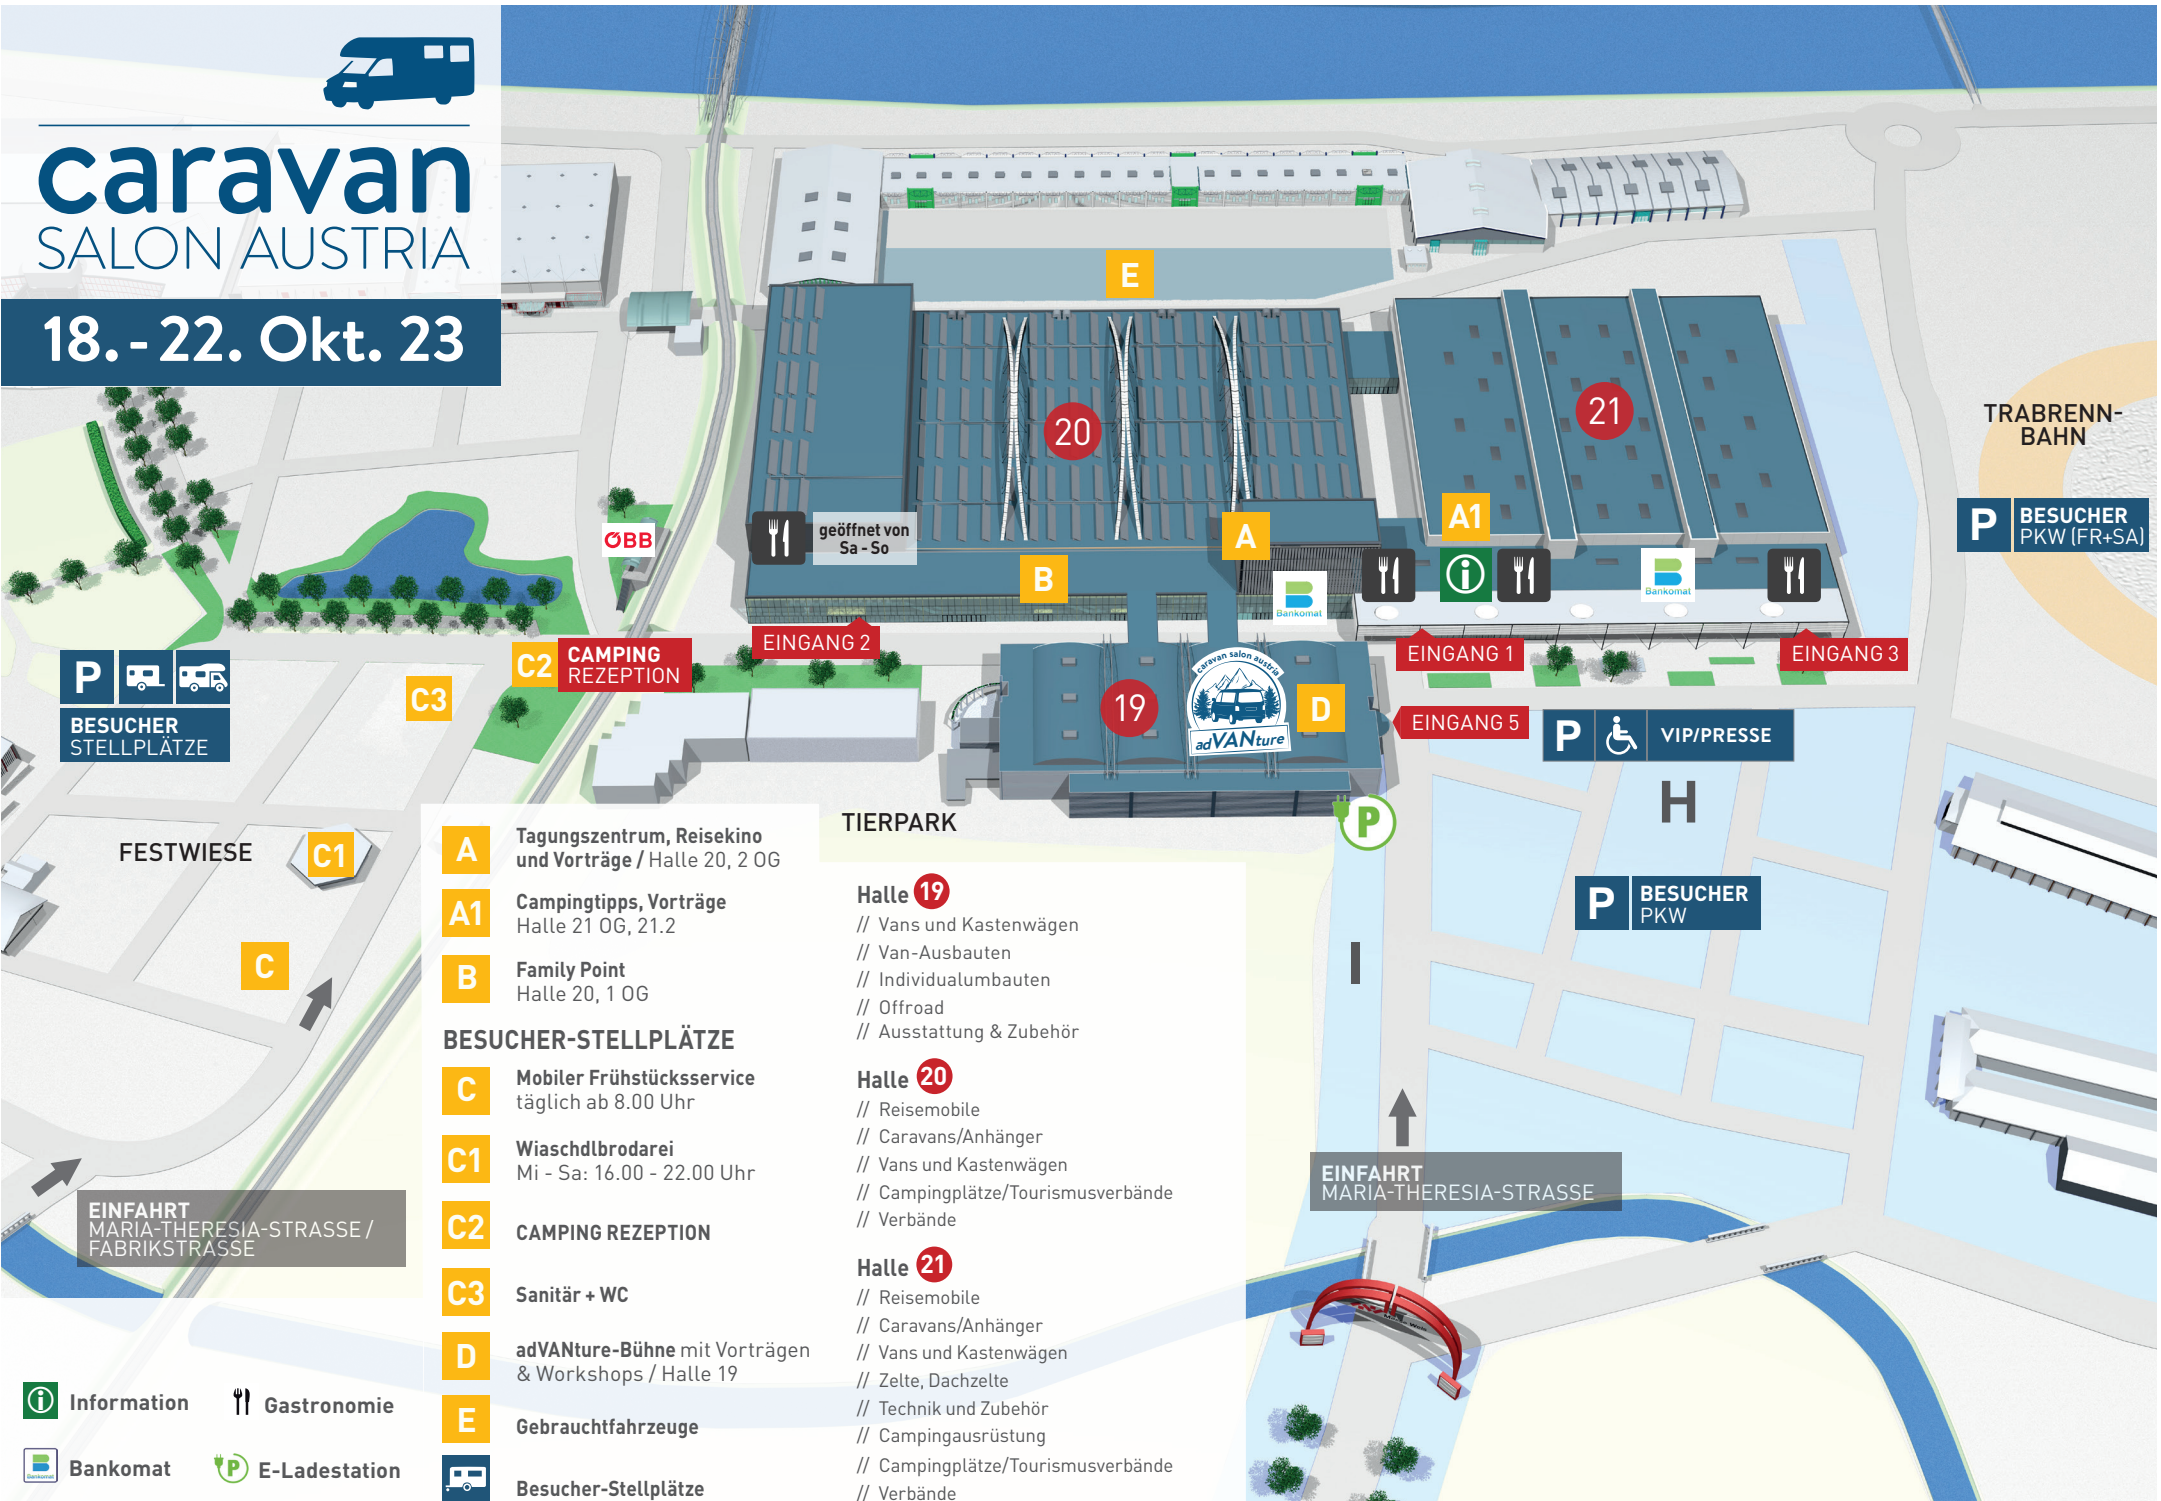 caravan
SALON AUSTRIA
18. - 22. Okt. 23
E
20
21
TRABRENN-
BAHN
P
BESUCHER
PKW (FR+SA)
ÖBB
geöffnet von
Sa - So
A
A1
B
Bankomat
Bankomat
EINGANG 2
EINGANG 1
EINGANG 3
C2
CAMPING
REZEPTION
C3
P
BESUCHER
STELLPLÄTZE
19
caravan salon austria
adVANture
D
EINGANG 5
P
VIP/PRESSE
H
P
TIERPARK
FESTWIESE
C1
C
P
BESUCHER
PKW
I
EINFAHRT
MARIA-THERESIA-STRASSE /
FABRIKSTRASSE
EINFAHRT
MARIA-THERESIA-STRASSE
A
Tagungszentrum, Reisekino
und Vorträge / Halle 20, 2 OG
A1
Campingtipps, Vorträge
Halle 21 OG, 21.2
B
Family Point
Halle 20, 1 OG
BESUCHER-STELLPLÄTZE
C
Mobiler Frühstücksservice
täglich ab 8.00 Uhr
C1
Wiaschdlbrodarei
Mi - Sa: 16.00 - 22.00 Uhr
C2
CAMPING REZEPTION
C3
Sanitär + WC
D
adVANture-Bühne mit Vorträgen
& Workshops / Halle 19
E
Gebrauchtfahrzeuge
Besucher-Stellplätze
Halle 19
// Vans und Kastenwägen
// Van-Ausbauten
// Individualumbauten
// Offroad
// Ausstattung & Zubehör
Halle 20
// Reisemobile
// Caravans/Anhänger
// Vans und Kastenwägen
// Campingplätze/Tourismusverbände
// Verbände
Halle 21
// Reisemobile
// Caravans/Anhänger
// Vans und Kastenwägen
// Zelte, Dachzelte
// Technik und Zubehör
// Campingausrüstung
// Campingplätze/Tourismusverbände
// Verbände
Information
Gastronomie
Bankomat
Bankomat
P
E-Ladestation